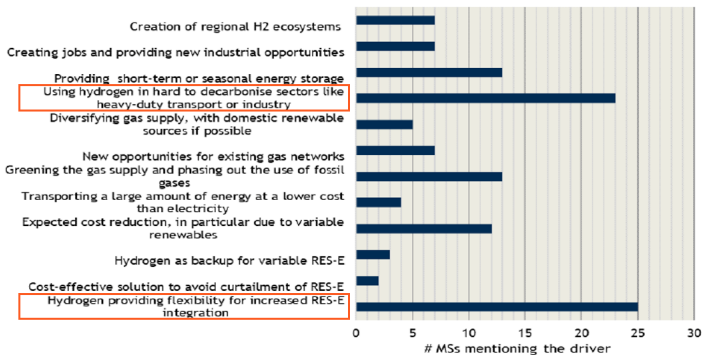 Creation of regional H2 ecosystems
Creating jobs and providing new industrial opportunities
Providing short-term or seasonal energy storage
Using hydrogen in hard to decarbonise sectors like
heavy-duty transport or industry
Diversifying gas supply, with domestic renewable
sources if possible
New opportunities for existing gas networks
Greening the gas supply and phasing out the use of fossil
gases
Transporting a large amount of energy at a lower cost
than electricity
Expected cost reduction, in particular due to variable
renewables
Hydrogen as backup for variable RES-E
Cost-effective solution to avoid curtailment of RES-E
Hydrogen providing flexibility for increased RES-E
integration
0 5 10 15 20 25 30
# MSs mentioning the driver